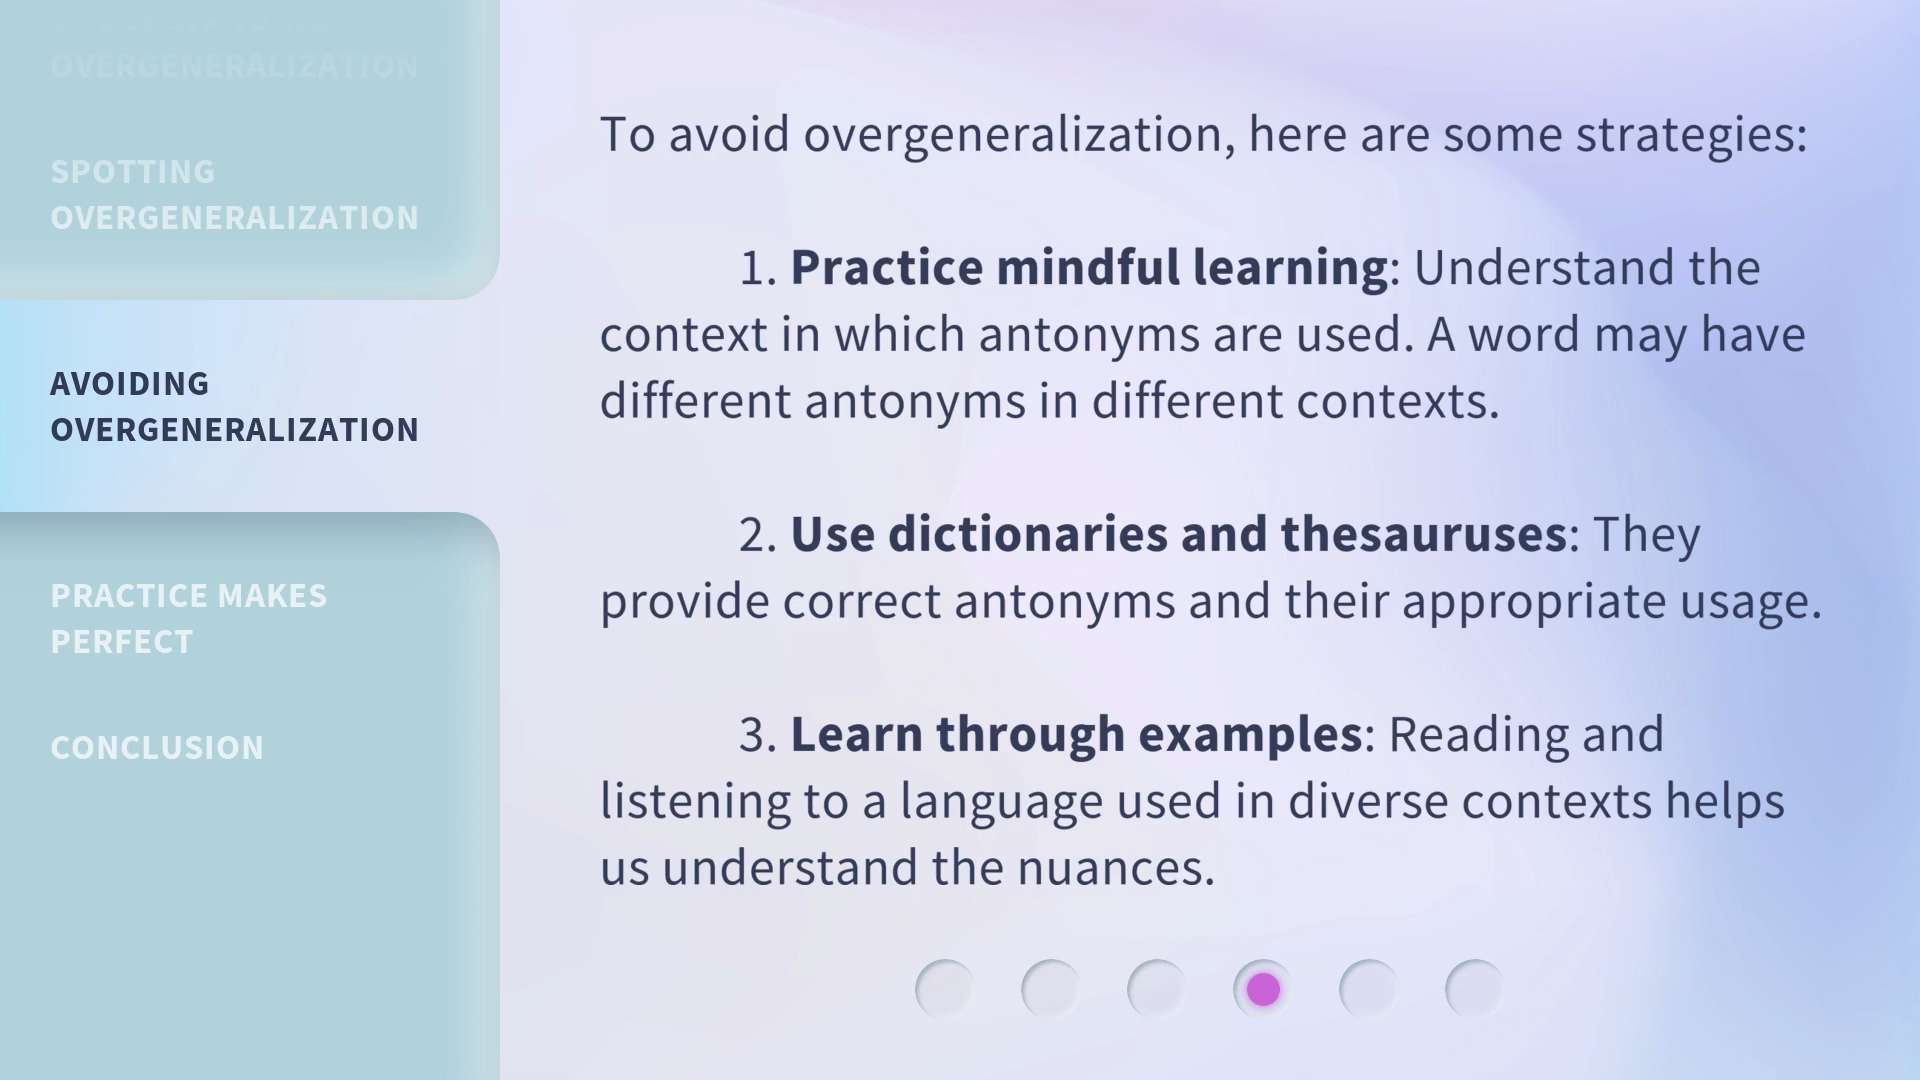 OVERGENERALIZATION
SPOTTING
OVERGENERALIZATION
AVOIDING
OVERGENERALIZATION
PRACTICE MAKES
PERFECT
CONCLUSION
To avoid overgeneralization, here are some strategies:
1. Practice mindful learning: Understand the
context in which antonyms are used. A word may have
different antonyms in different contexts.
2. Use dictionaries and thesauruses: They
provide correct antonyms and their appropriate usage.
3. Learn through examples: Reading and
listening to a language used in diverse contexts helps
us understand the nuances.